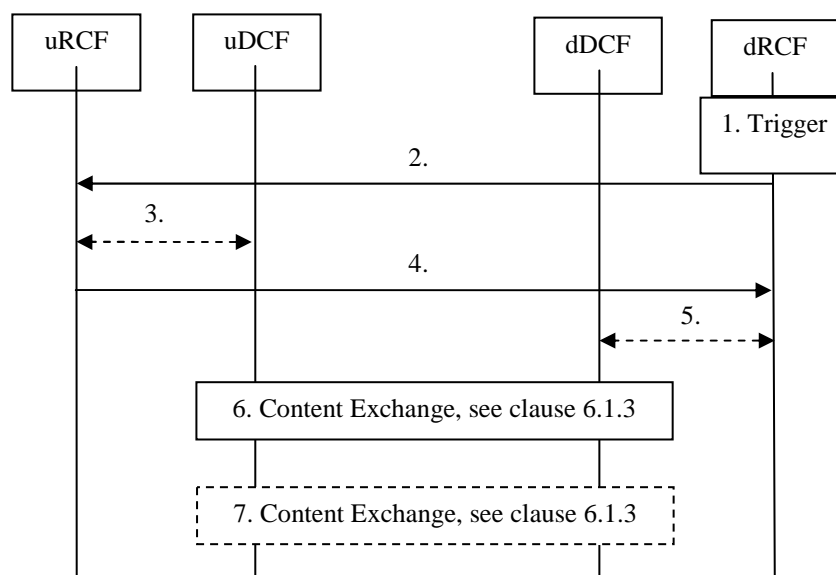 uRCF
uDCF
dDCF
dRCF
1. Trigger
2.
3.
4.
5.
6. Content Exchange, see clause 6.1.3
7. Content Exchange, see clause 6.1.3